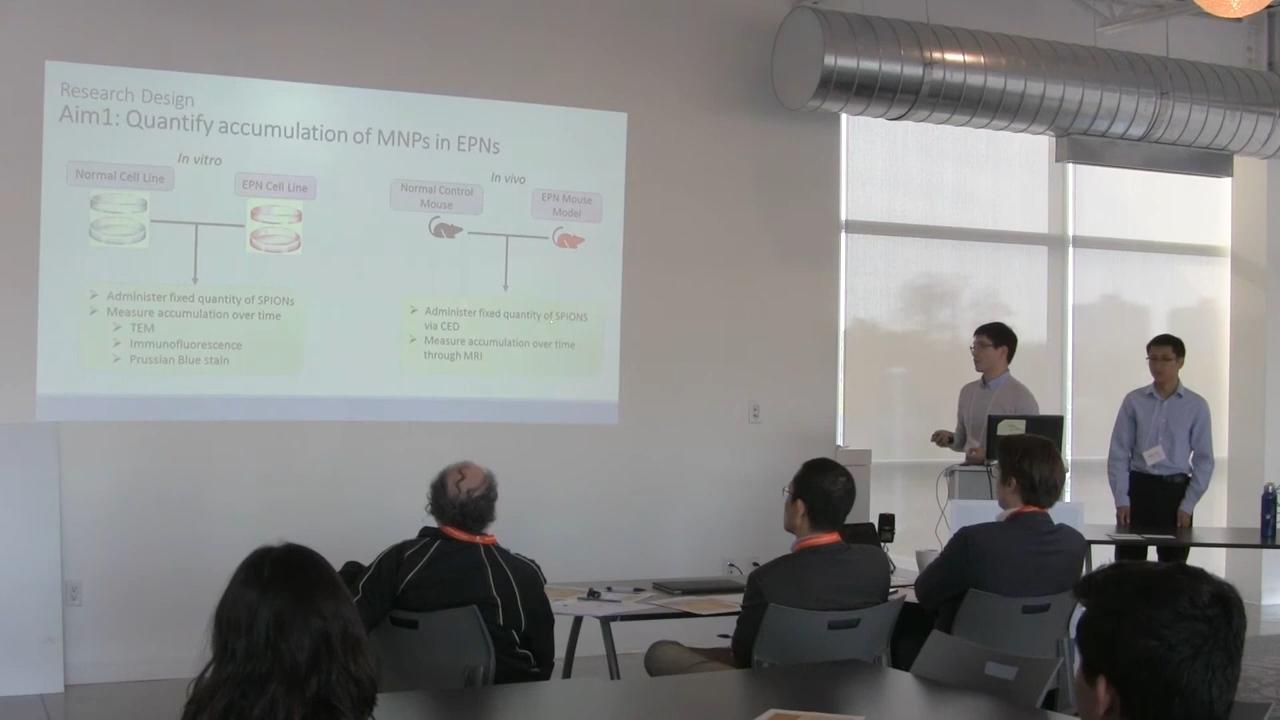 Research Design
Aim1: Quantify accumulation of MNPs in EPNs
In vitro
Normal Cell Line
EPN Cell Line
➢ Administer fixed quantity of SPIONs
➢ Measure accumulation over time
➢ TEM
➢ Immunofluorescence
➢ Prussian Blue stain
In vivo
Normal Control
Mouse
EPN Mouse
Model
➢ Administer fixed quantity of SPIONS
via CED
➢ Measure accumulation over time
through MRI